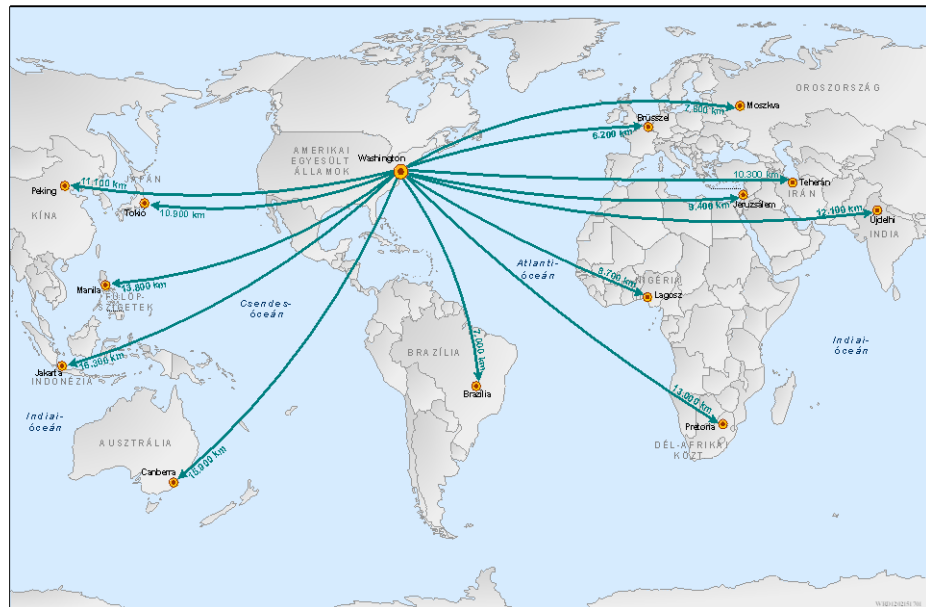 OROSZORSZÁG
Moszkva
7.800 km
Brüsszel
6.200 km
AMERIKAI
EGYESÜLT
ÁLLAMOK
Washington
JAPÁN
Peking
11.100 km
KÍNA
Tokió
10.900 km
10.300 km
Teherán
IRÁN
9.400 km
Jeruzsálem
12.100 km
Újdelhi
INDIA
Atlanti-
óceán
8.700 km
NIGÉRIA
Lagosz
Manila
13.800 km
FÜLÖP-
SZIGETEK
Csendes-
óceán
16.300 km
Jakarta
INDONÉZIA
BRAZÍLIA
7.000 km
Brazília
Indiai-
óceán
13.000 km
Pretoria
DÉL-AFRIKAI
KÖZT
Indiai-
óceán
AUSZTRÁLIA
Canberra
15.900 km